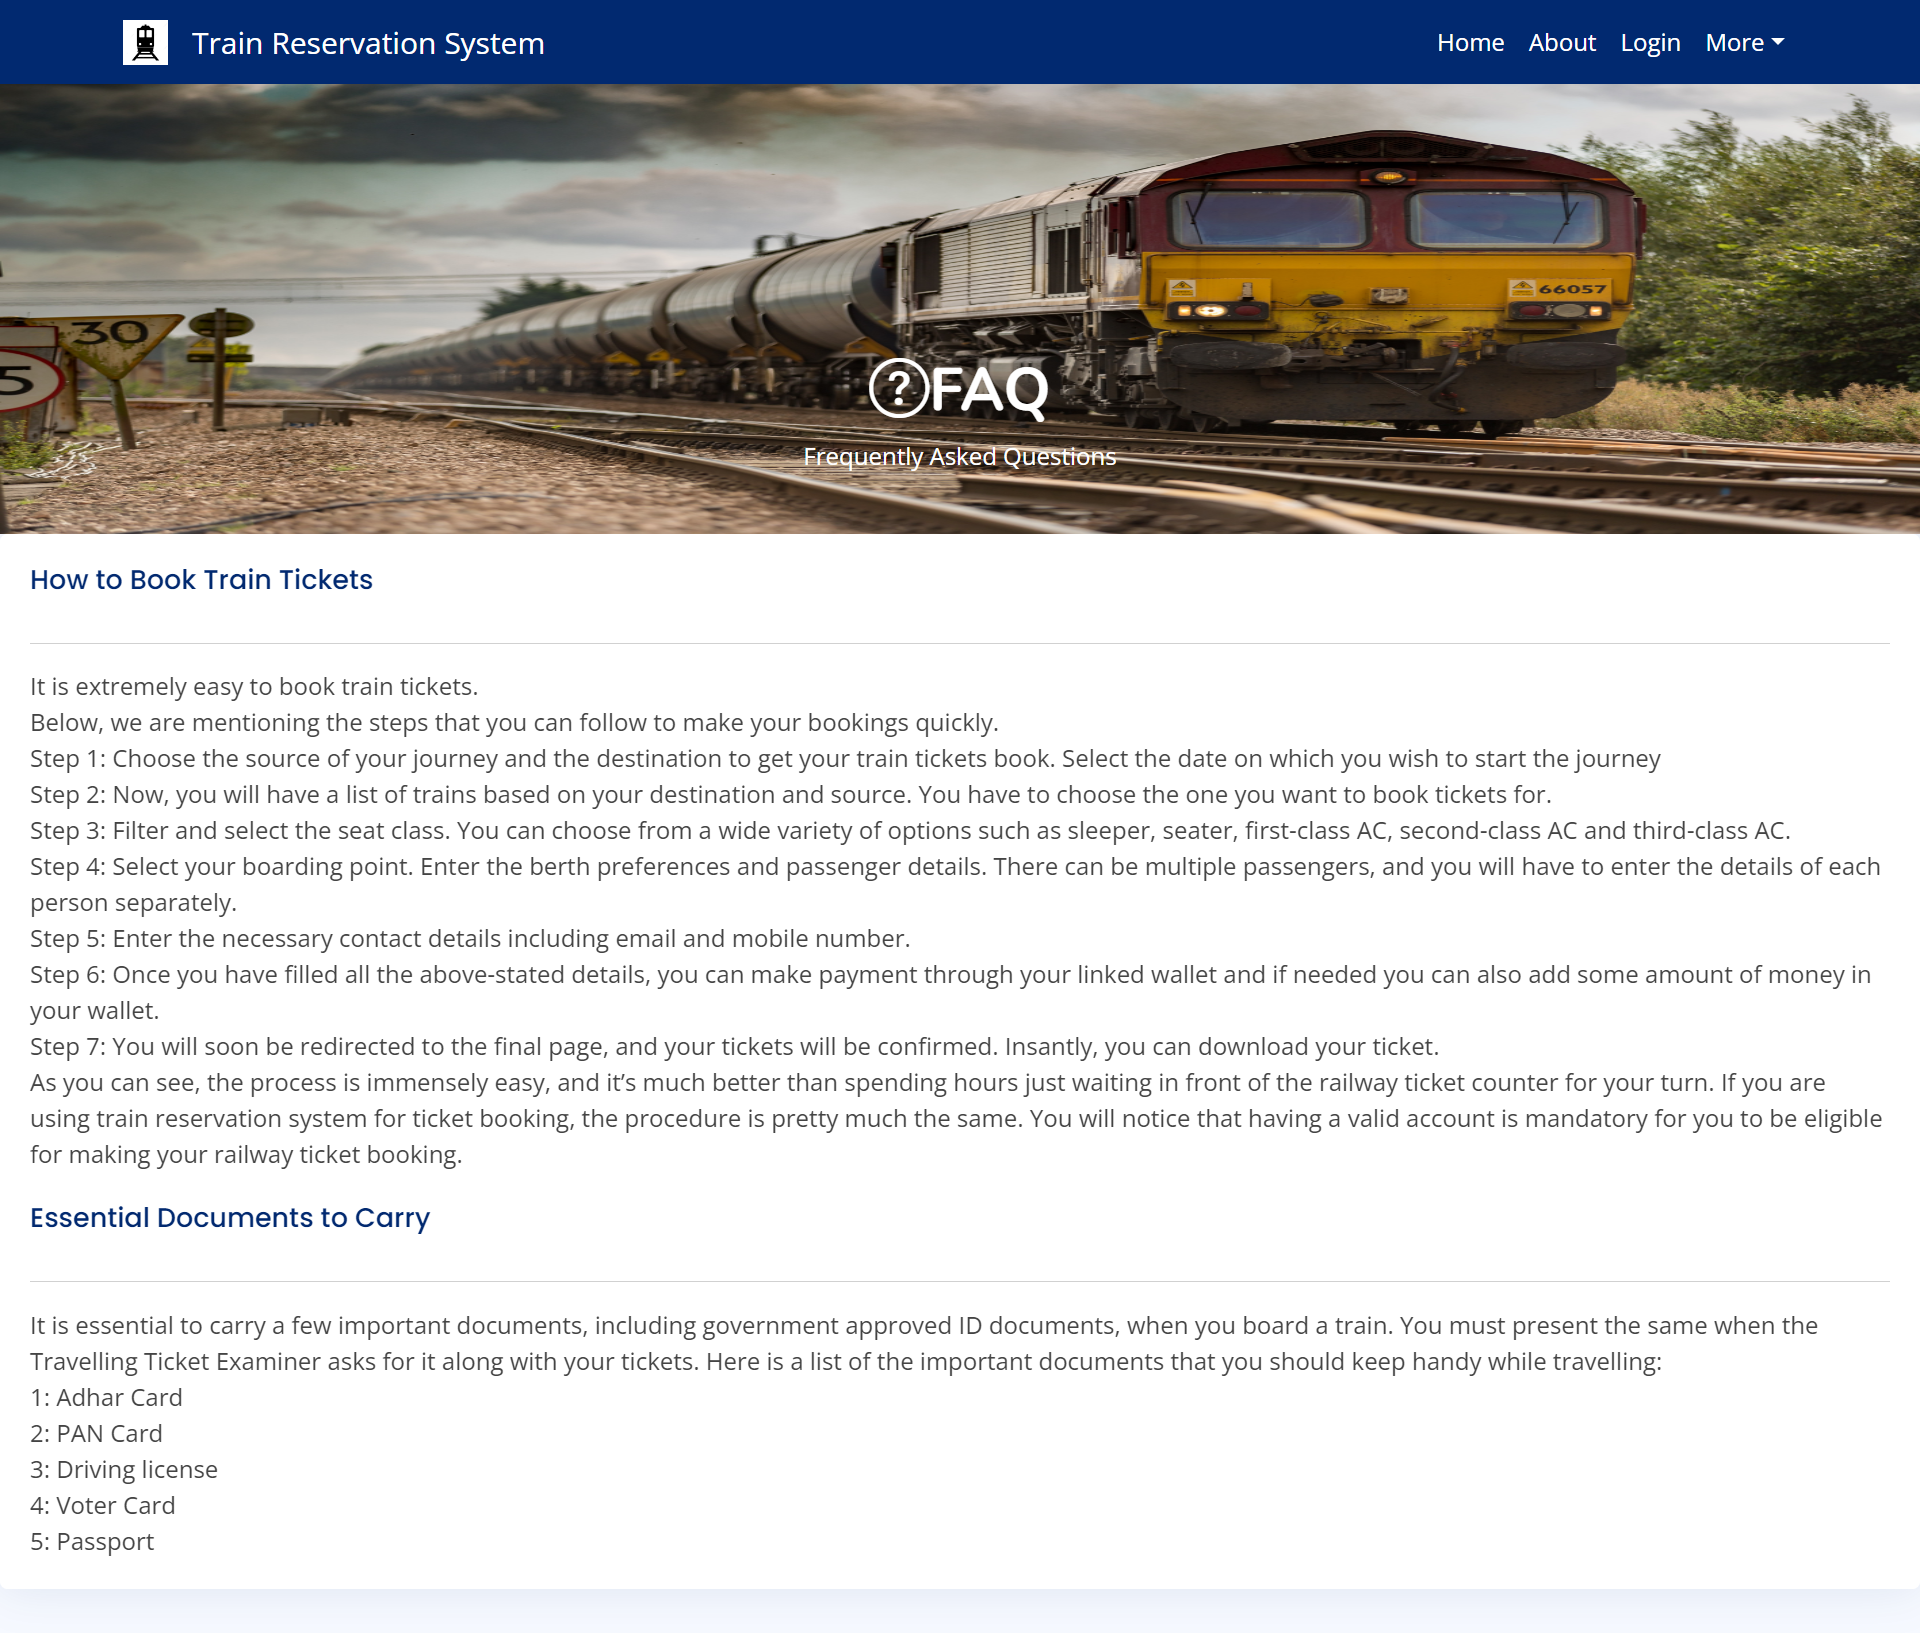 Train Reservation System
Home About Login More
66057
30
5
?FAQ
Frequently Asked Questions
How to Book Train Tickets
It is extremely easy to book train tickets.
Below, we are mentioning the steps that you can follow to make your bookings quickly.
Step 1: Choose the source of your journey and the destination to get your train tickets book. Select the date on which you wish to start the journey
Step 2: Now, you will have a list of trains based on your destination and source. You have to choose the one you want to book tickets for.
Step 3: Filter and select the seat class. You can choose from a wide variety of options such as sleeper, seater, first-class AC, second-class AC and third-class AC.
Step 4: Select your boarding point. Enter the berth preferences and passenger details. There can be multiple passengers, and you will have to enter the details of each
person separately.
Step 5: Enter the necessary contact details including email and mobile number.
Step 6: Once you have filled all the above-stated details, you can make payment through your linked wallet and if needed you can also add some amount of money in
your wallet.
Step 7: You will soon be redirected to the final page, and your tickets will be confirmed. Insantly, you can download your ticket.
As you can see, the process is immensely easy, and it’s much better than spending hours just waiting in front of the railway ticket counter for your turn. If you are
using train reservation system for ticket booking, the procedure is pretty much the same. You will notice that having a valid account is mandatory for you to be eligible
for making your railway ticket booking.
Essential Documents to Carry
It is essential to carry a few important documents, including government approved ID documents, when you board a train. You must present the same when the
Travelling Ticket Examiner asks for it along with your tickets. Here is a list of the important documents that you should keep handy while travelling:
1: Adhar Card
2: PAN Card
3: Driving license
4: Voter Card
5: Passport